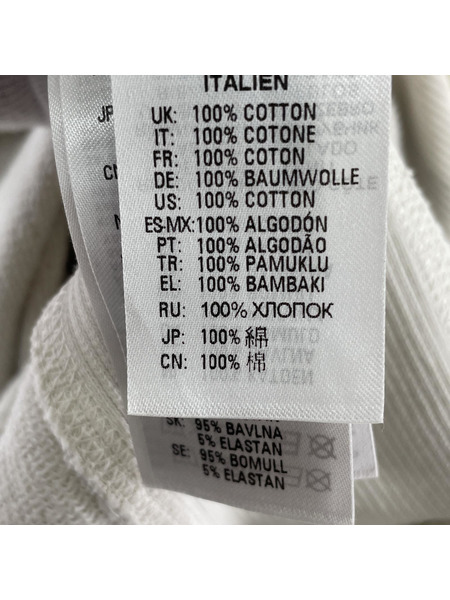 ITALIEN
UK: 100% COTTON
IT: 100% COTONE
FR: 100% COTON
DE: 100% BAUMWOLLE
US: 100% COTTON
ES-MX: 100% ALGODÓN
PT: 100% ALGODÃO
TR: 100% PAMUKLU
EL: 100% BAMBAKI
RU: 100% ХЛОПОК
JP: 100% 綿
CN: 100% 棉
JP
CN:
SK: 95% BAVLNA
5% ELASTAN
SE: 95% BOMULL
5% ELASTAN